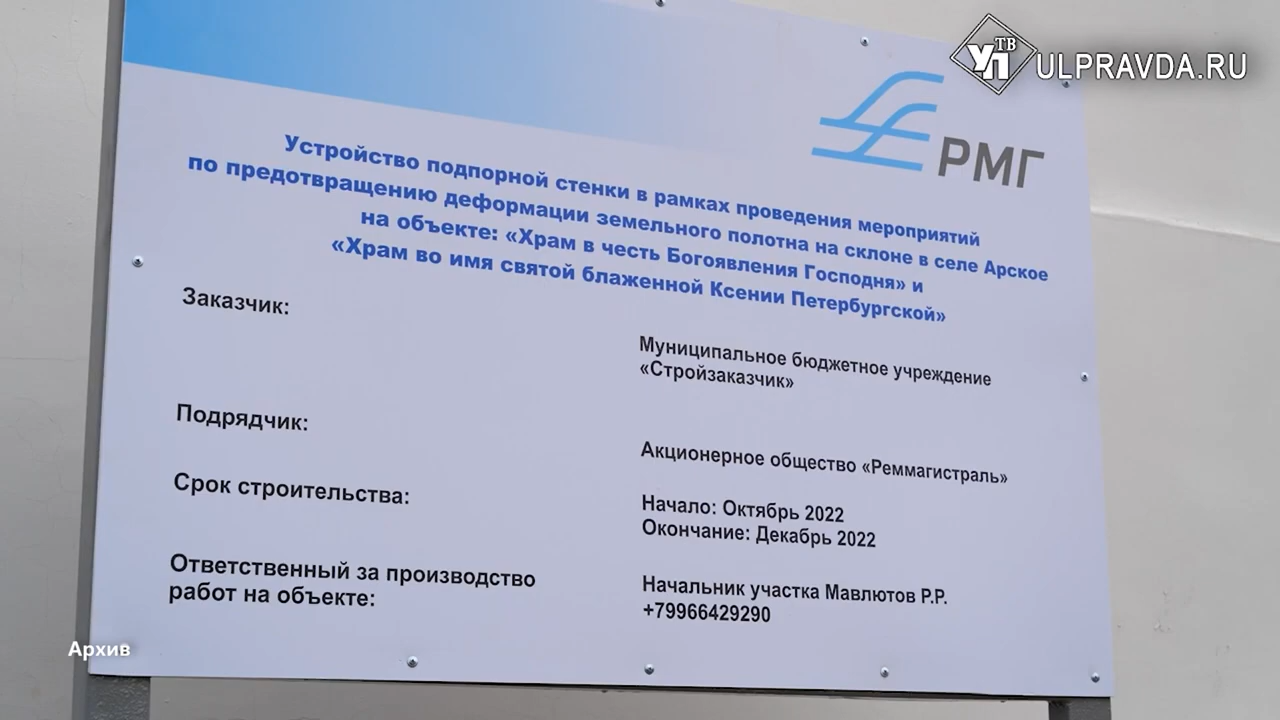 УП ТВ ULPRAVDA.RU
РМГ
Устройство подпорной стенки в рамках проведения мероприятий
по предотвращению деформации земельного полотна на склоне в селе Арское
на объекте: «Храм в честь Богоявления Господня» и
«Храм во имя святой блаженной Ксении Петербургской»
Заказчик:
Муниципальное бюджетное учреждение
«Стройзаказчик»
Подрядчик:
Акционерное общество «Реммагистраль»
Срок строительства:
Начало: Октябрь 2022
Окончание: Декабрь 2022
Ответственный за производство
работ на объекте:
Начальник участка Мавлютов Р.Р.
+79966429290
Архив